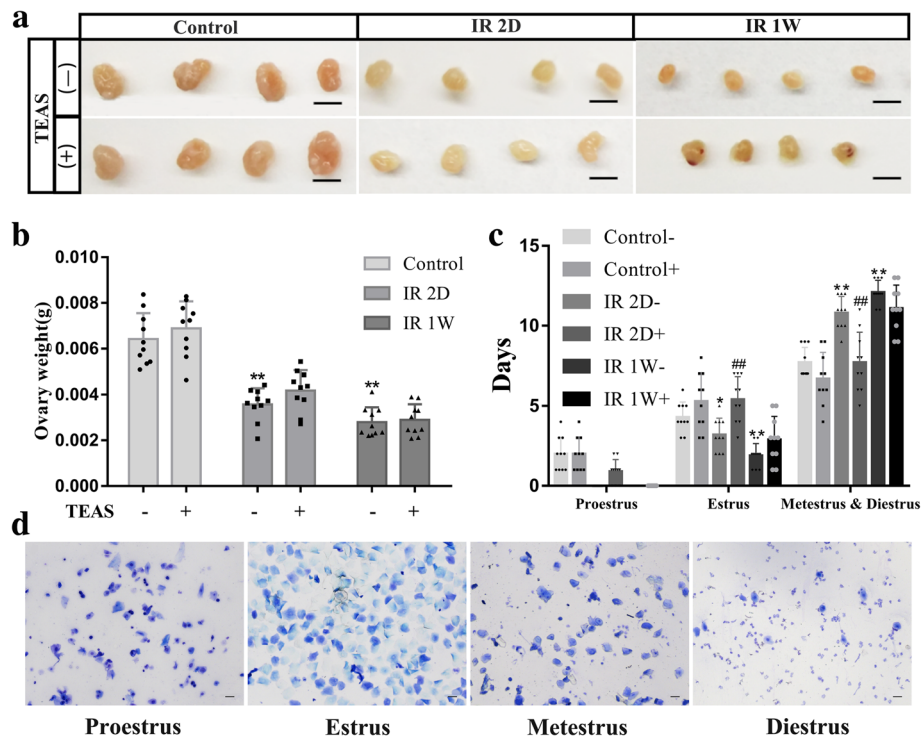 a
Control IR 2D IR 1W
TEAS
(—)
(+)
b
Ovary weight(g)
0.010
0.008
0.006
0.004
0.002
0.000
Control
IR 2D
IR 1W
** **
TEAS - + - + - +
c
Days
15
10
5
0
Control-
Control+
IR 2D-
IR 2D+
IR 1W-
IR 1W+
* ## ** ** ## **
Proestrus Estrus Metestrus & Diestrus
d
Proestrus Estrus Metestrus Diestrus